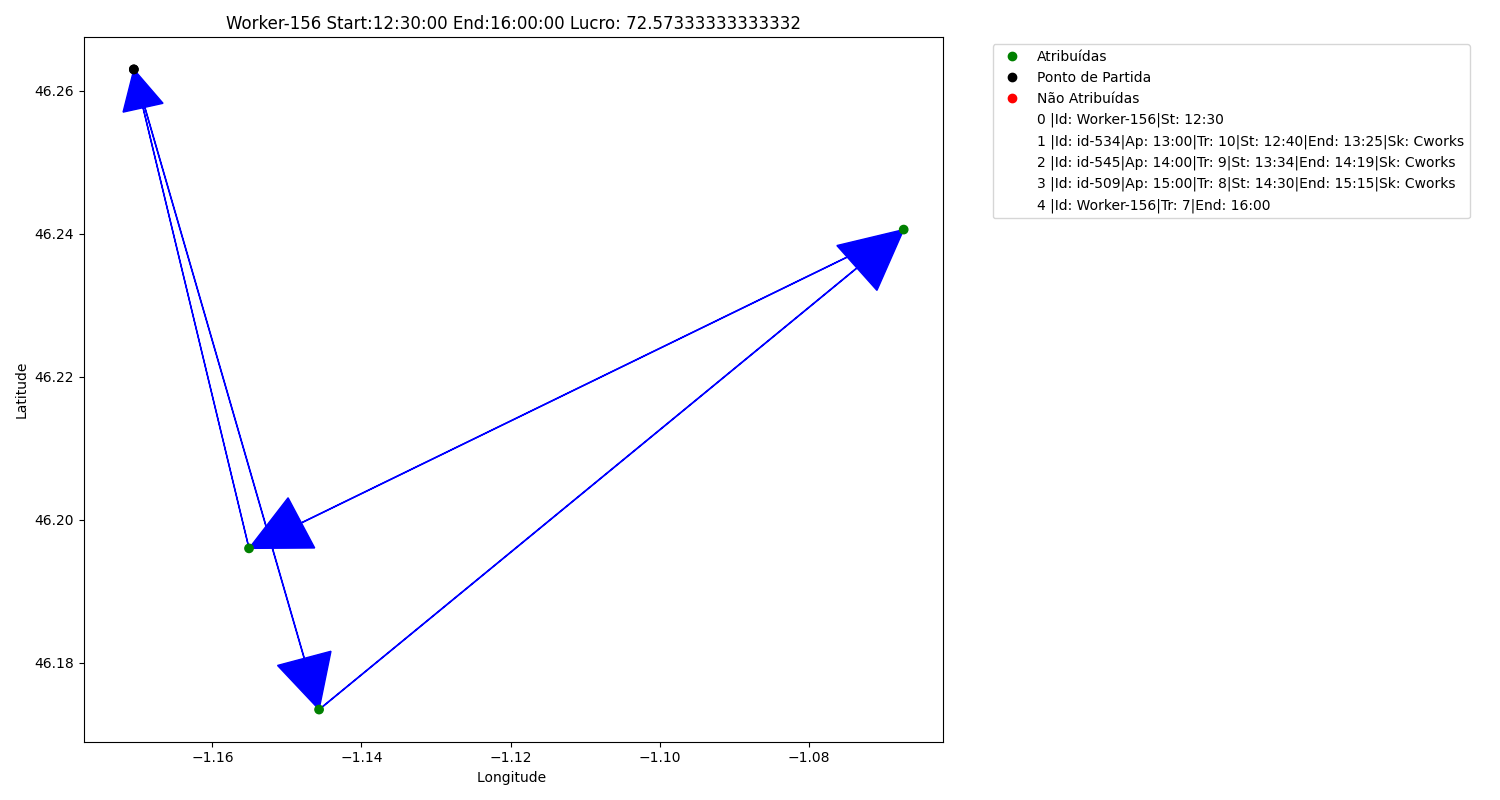 Worker-156 Start:12:30:00 End:16:00:00 Lucro: 72.57333333333332
Atribuídas
Ponto de Partida
Não Atribuídas
0 |Id: Worker-156|St: 12:30
1 |Id: id-534|Ap: 13:00|Tr: 10|St: 12:40|End: 13:25|Sk: Cworks
2 |Id: id-545|Ap: 14:00|Tr: 9|St: 13:34|End: 14:19|Sk: Cworks
3 |Id: id-509|Ap: 15:00|Tr: 8|St: 14:30|End: 15:15|Sk: Cworks
4 |Id: Worker-156|Tr: 7|End: 16:00
46.26
46.24
46.22
46.20
46.18
Latitude
−1.16
−1.14
−1.12
−1.10
−1.08
Longitude